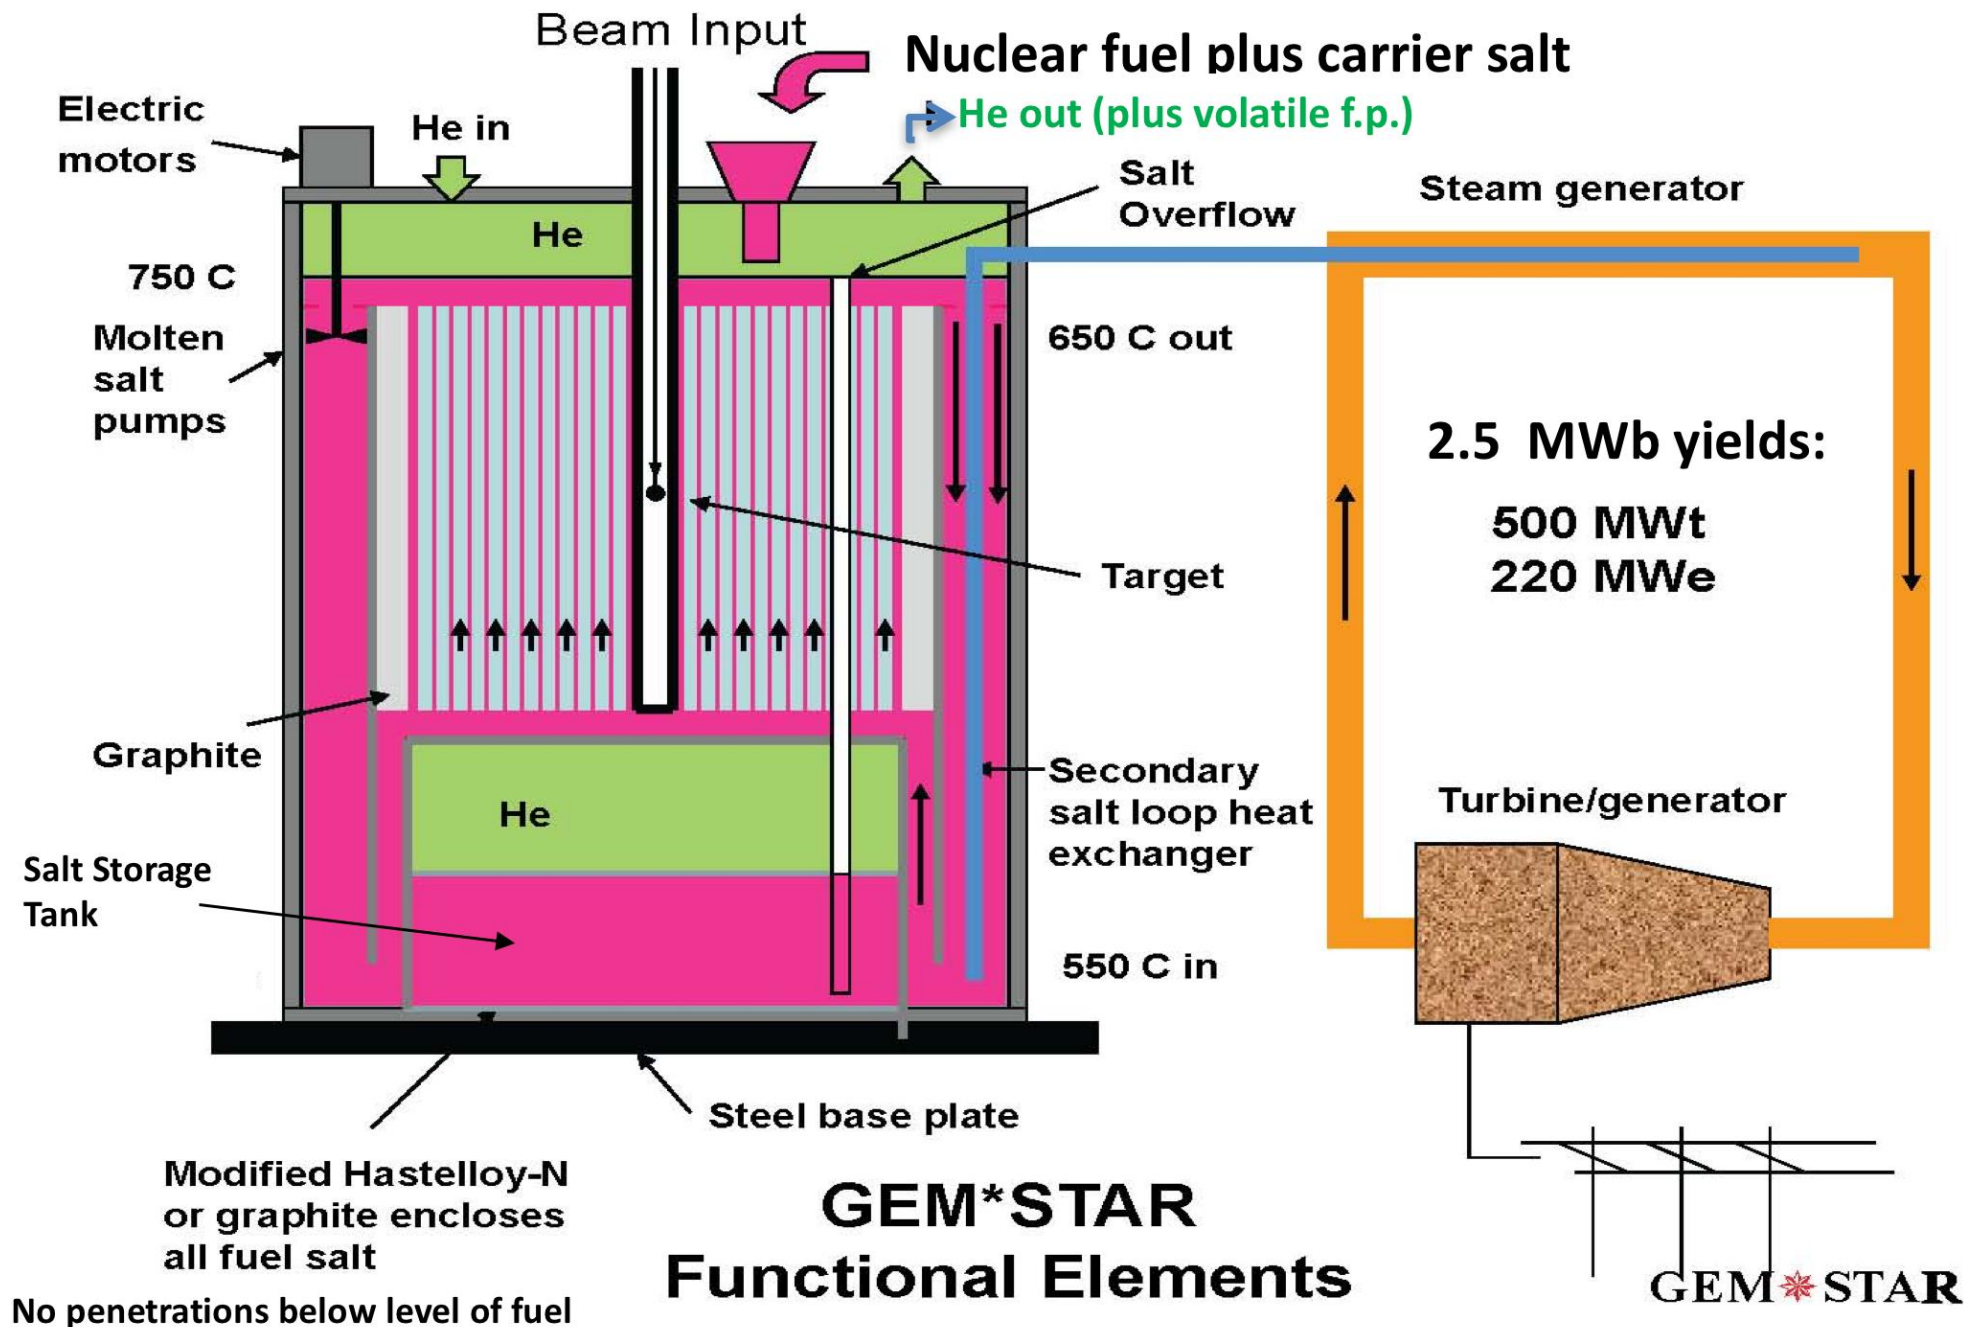 Beam Input
Nuclear fuel plus carrier salt
He out (plus volatile f.p.)
Electric
motors
He in
Salt
Overflow
Steam generator
He
750 C
Molten
salt
pumps
650 C out
2.5 MWb yields:
500 MWt
220 MWe
Target
Graphite
Secondary
salt loop heat
exchanger
Turbine/generator
He
Salt Storage
Tank
550 C in
Steel base plate
Modified Hastelloy-N
or graphite encloses
all fuel salt
No penetrations below level of fuel
GEM*STAR
Functional Elements
GEM*STAR